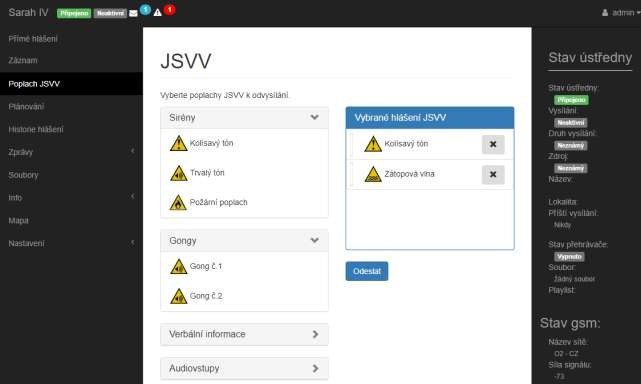 Sarah IV Připojeno Neaktivní 1 1 admin
Přímé hlášení
Záznam
Poplach JSVV
Plánování
Historie hlášení
Zprávy
Soubory
Info
Mapa
Nastavení
JSVV
Vyberte poplachy JSVV k odvysílání.
Sirény
Kolísavý tón
Trvalý tón
Požární poplach
Gongy
Gong č.1
Gong č.2
Verbální informace
Audiovstupy
Vybrané hlášení JSVV
Kolísavý tón
Zátopová vlna
Odeslat
Stav ústředny
Stav ústředny:
Připojeno
Vysílání:
Neaktivní
Druh vysílání:
Neznámý
Zdroj:
Neznámý
Název:
Lokalita:
Příští vysílání:
Nikdy
Stav přehrávače:
Vypnuto
Soubor:
Žádný soubor
Playlist:
Stav gsm:
Název sítě:
O2 - CZ
Síla signálu:
-73